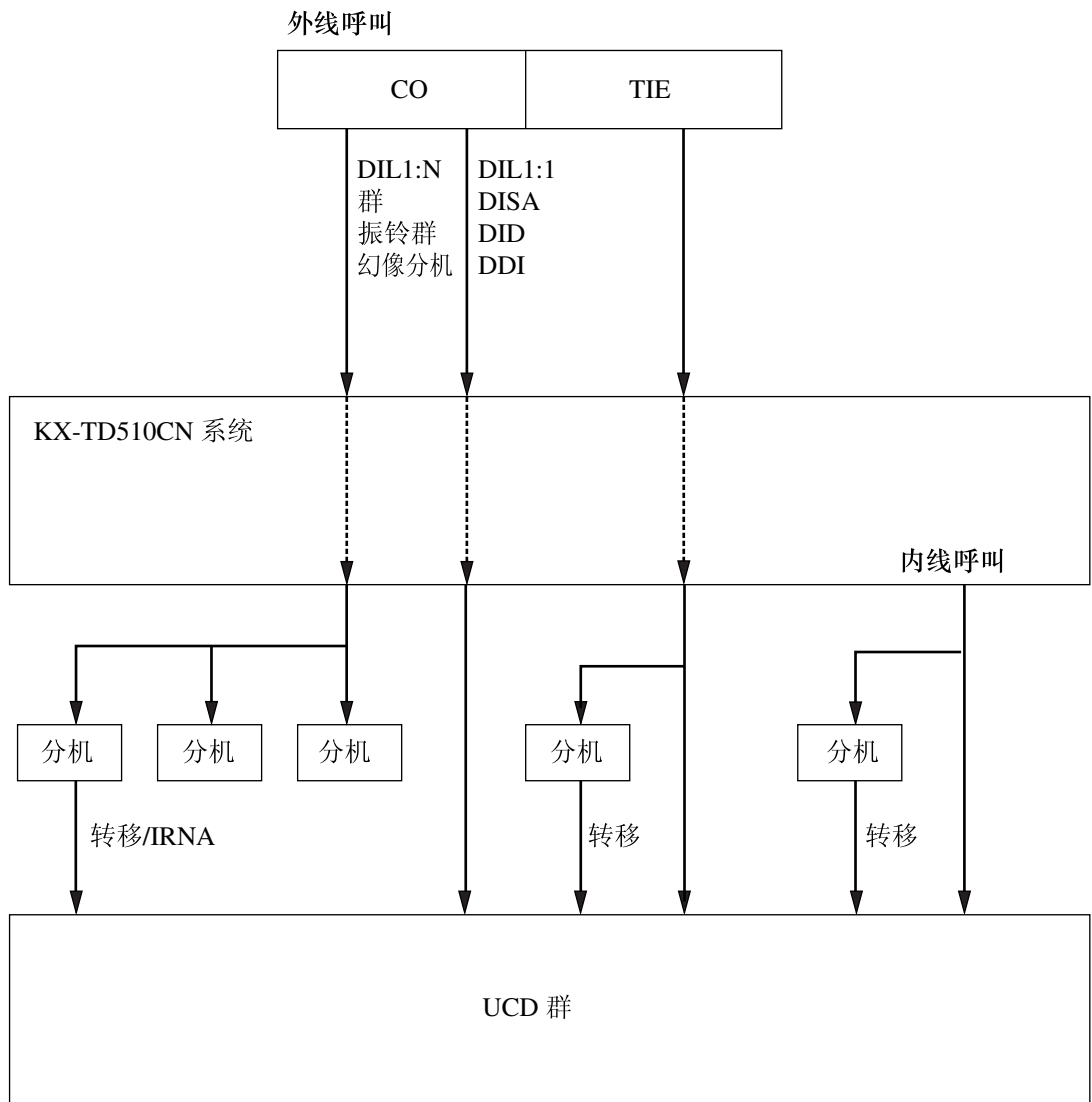 外线呼叫
CO
TIE
DIL1:N
群
振铃群
幻像分机
DIL1:1
DISA
DID
DDI
KX-TD510CN 系统
内线呼叫
分机
分机
分机
分机
分机
转移/IRNA
转移
转移
UCD 群